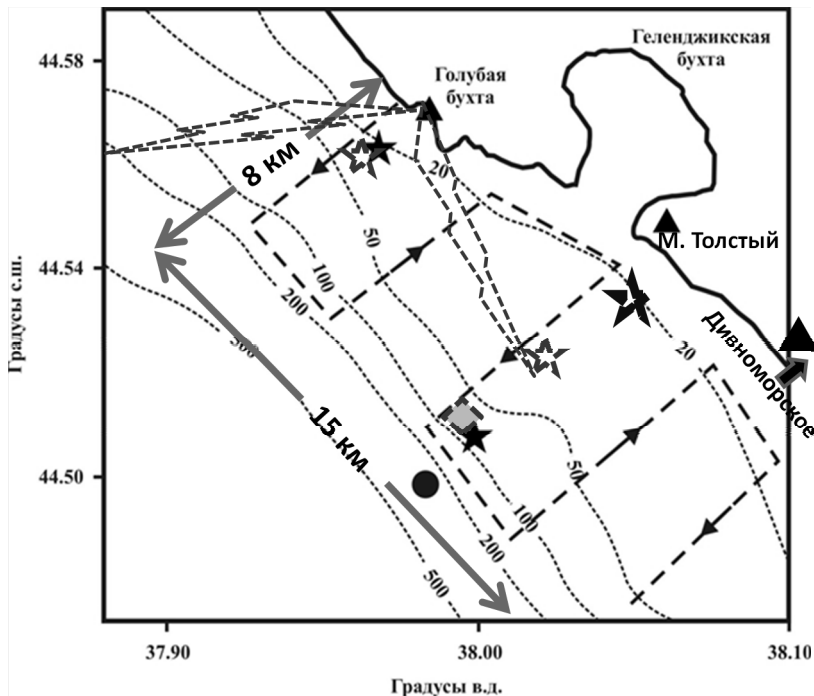 44.58
44.54
44.50
Градусы с.ш.
Голубая
бухта
Геленджикская
бухта
8 км
20
50
100
200
500
М. Толстый
Дивноморское
20
15 км
50
100
200
500
37.90
38.00
38.10
Градусы в.д.